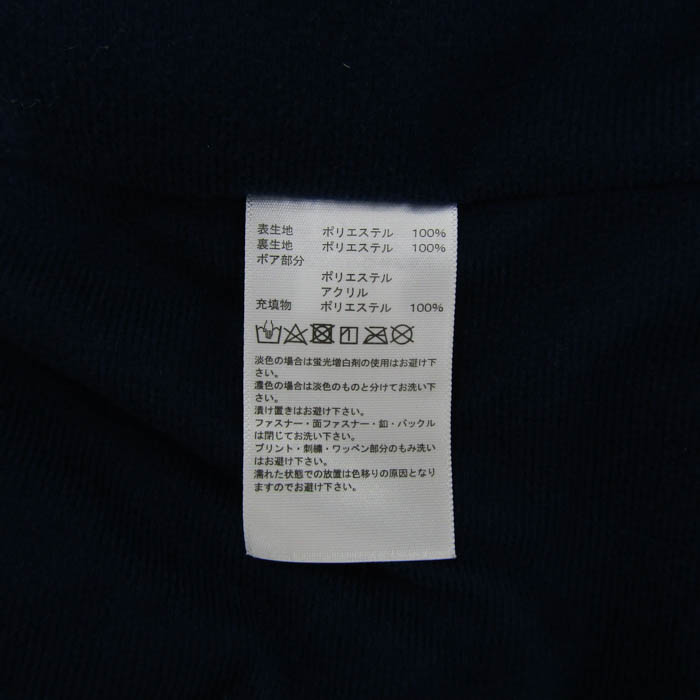 表生地 ポリエステル 100%
裏生地 ポリエステル 100%
ボア部分
ポリエステル
アクリル
充填物 ポリエステル 100%
淡色の場合は蛍光増白剤の使用はお避け下
さい。
濃色の場合は淡色のものと分けてお洗い下
さい。
漬け置きはお避け下さい。
ファスナー・面ファスナー・釦・バックル
は閉じてお洗い下さい。
プリント・刺繍・ワッペン部分のもみ洗い
はお避け下さい。
濡れた状態での放置は色移りの原因となり
ますのでお避け下さい。